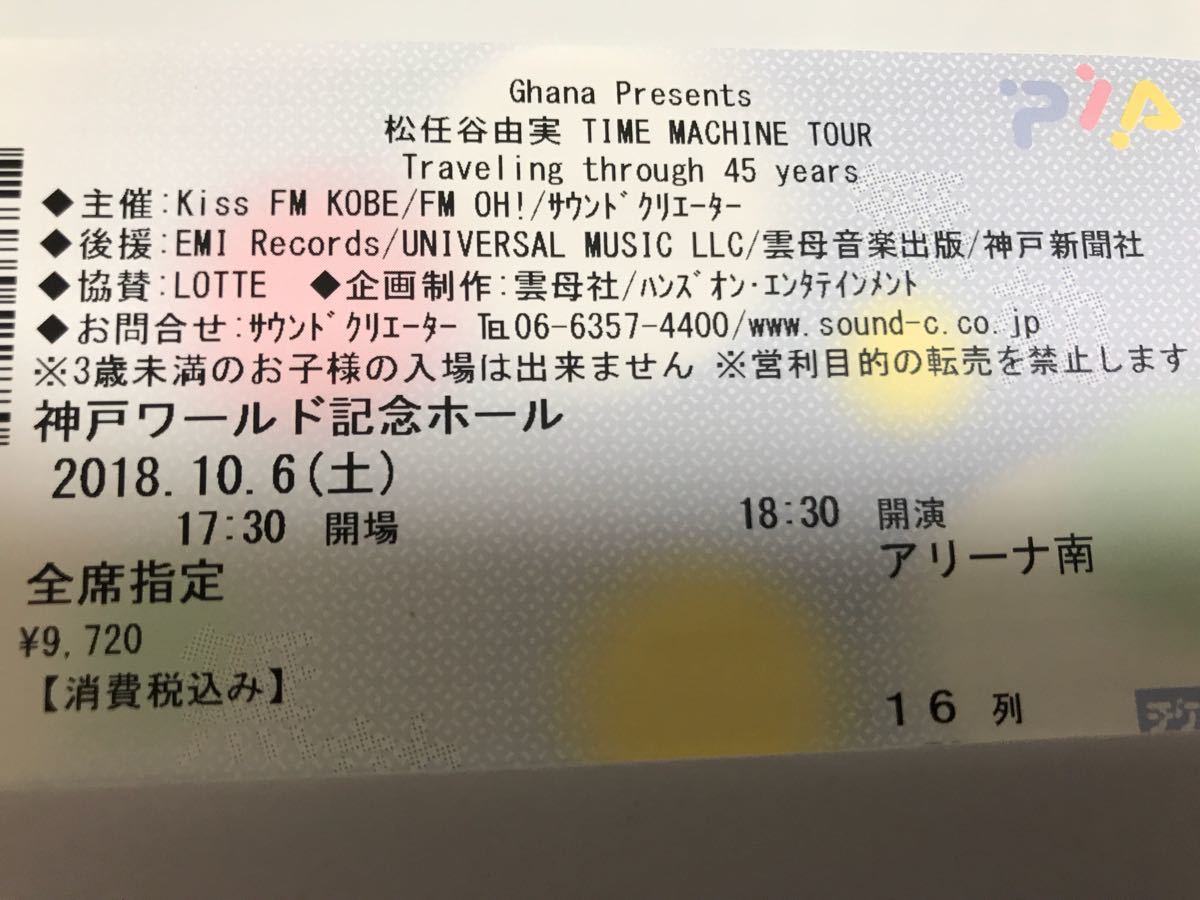 PIA
Ghana Presents
松任谷由実 TIME MACHINE TOUR
Traveling through 45 years
◆主催:Kiss FM KOBE/FM OH!/ｻｳﾝﾄﾞｸﾘｴｰﾀｰ
◆後援:EMI Records/UNIVERSAL MUSIC LLC/雲母音楽出版/神戸新聞社
◆協賛:LOTTE ◆企画制作:雲母社/ﾊﾝｽﾞｵﾝ･ｴﾝﾀﾃｲﾝﾒﾝﾄ
◆お問合せ:ｻｳﾝﾄﾞｸﾘｴｰﾀｰ ℡06-6357-4400/www.sound-c.co.jp
※3歳未満のお子様の入場は出来ません ※営利目的の転売を禁止します
神戸ワールド記念ホール
2018.10.6(土)
17:30 開場 18:30 開演
全席指定 アリーナ南
¥9,720
【消費税込み】 16 列